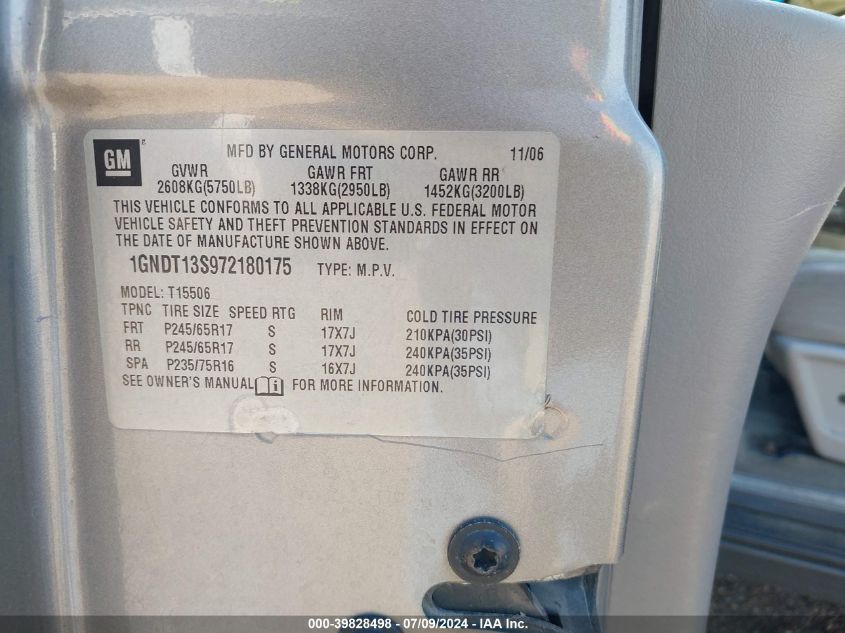 GM MFD BY GENERAL MOTORS CORP. 11/06
GVWR GAWR FRT GAWR RR
2608KG(5750LB) 1338KG(2950LB) 1452KG(3200LB)
THIS VEHICLE CONFORMS TO ALL APPLICABLE U.S. FEDERAL MOTOR
VEHICLE SAFETY AND THEFT PREVENTION STANDARDS IN EFFECT ON
THE DATE OF MANUFACTURE SHOWN ABOVE.
1GNDT13S972180175 TYPE: M.P.V.
MODEL: T15506
TPNC TIRE SIZE SPEED RTG RIM COLD TIRE PRESSURE
FRT P245/65R17 S 17X7J 210KPA(30PSI)
RR P245/65R17 S 17X7J 240KPA(35PSI)
SPA P235/75R16 S 16X7J 240KPA(35PSI)
SEE OWNER'S MANUAL i FOR MORE INFORMATION.
000-39828498 - 07/09/2024 - IAA Inc.